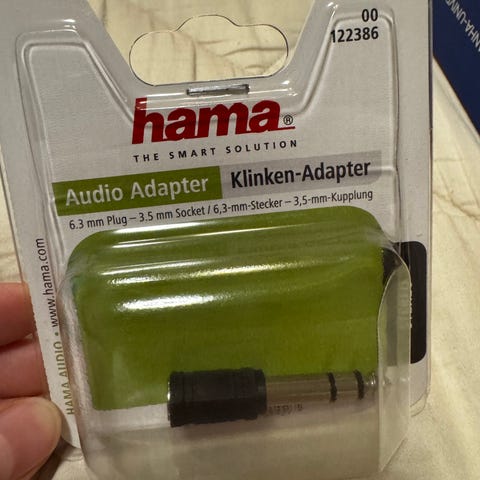 00
122386
hama®
THE SMART SOLUTION
Audio Adapter Klinken-Adapter
6.3 mm Plug – 3.5 mm Socket / 6,3-mm-Stecker – 3,5-mm-Kupplung
HAMA AUDIO • www.hama.com